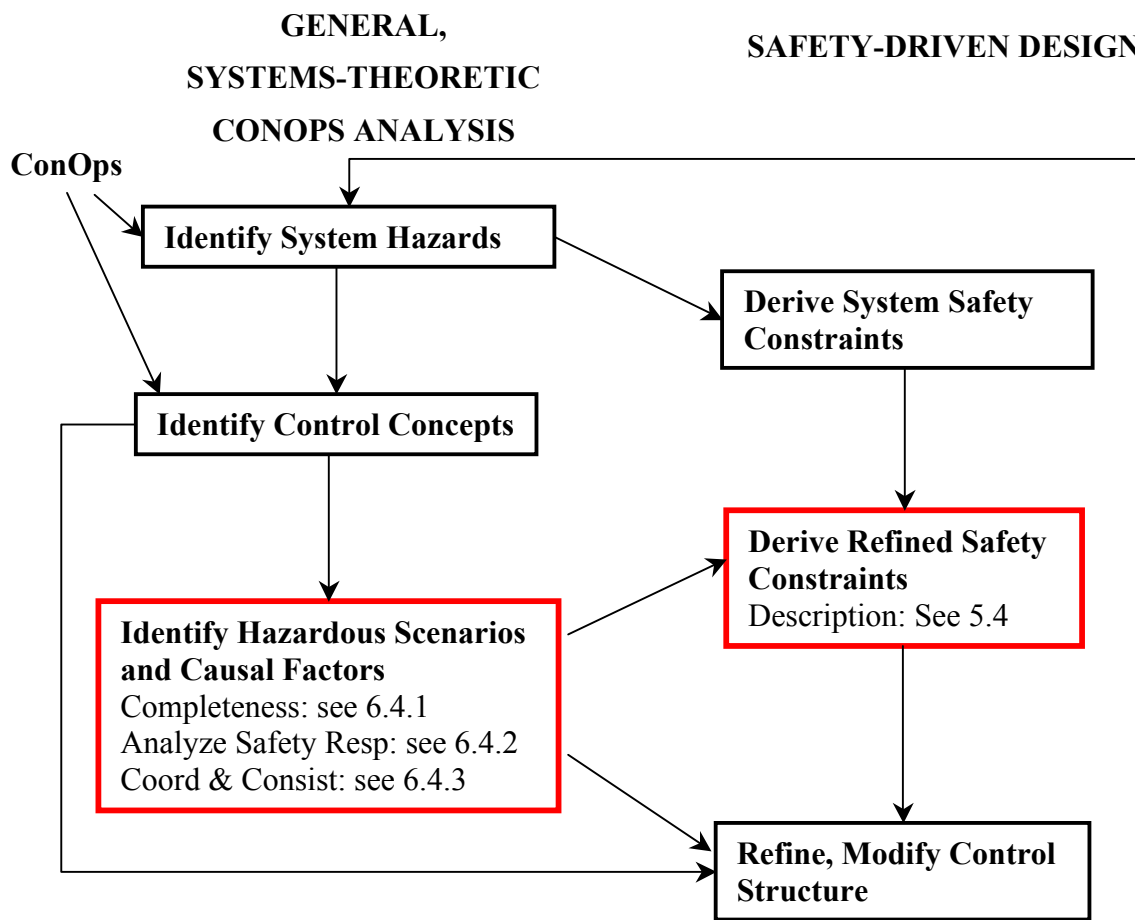 GENERAL,
SYSTEMS-THEORETIC
CONOPS ANALYSIS
SAFETY-DRIVEN DESIGN
ConOps
Identify System Hazards
Derive System Safety
Constraints
Identify Control Concepts
Derive Refined Safety
Constraints
Description: See 5.4
Identify Hazardous Scenarios
and Causal Factors
Completeness: see 6.4.1
Analyze Safety Resp: see 6.4.2
Coord & Consist: see 6.4.3
Refine, Modify Control
Structure